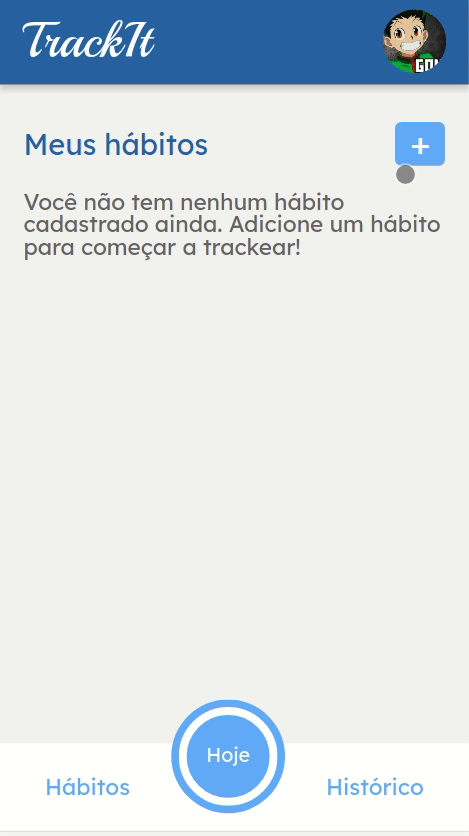 TrackIt
GON
Meus hábitos
+
Você não tem nenhum hábito
cadastrado ainda. Adicione um hábito
para começar a trackear!
Hoje
Hábitos
Histórico